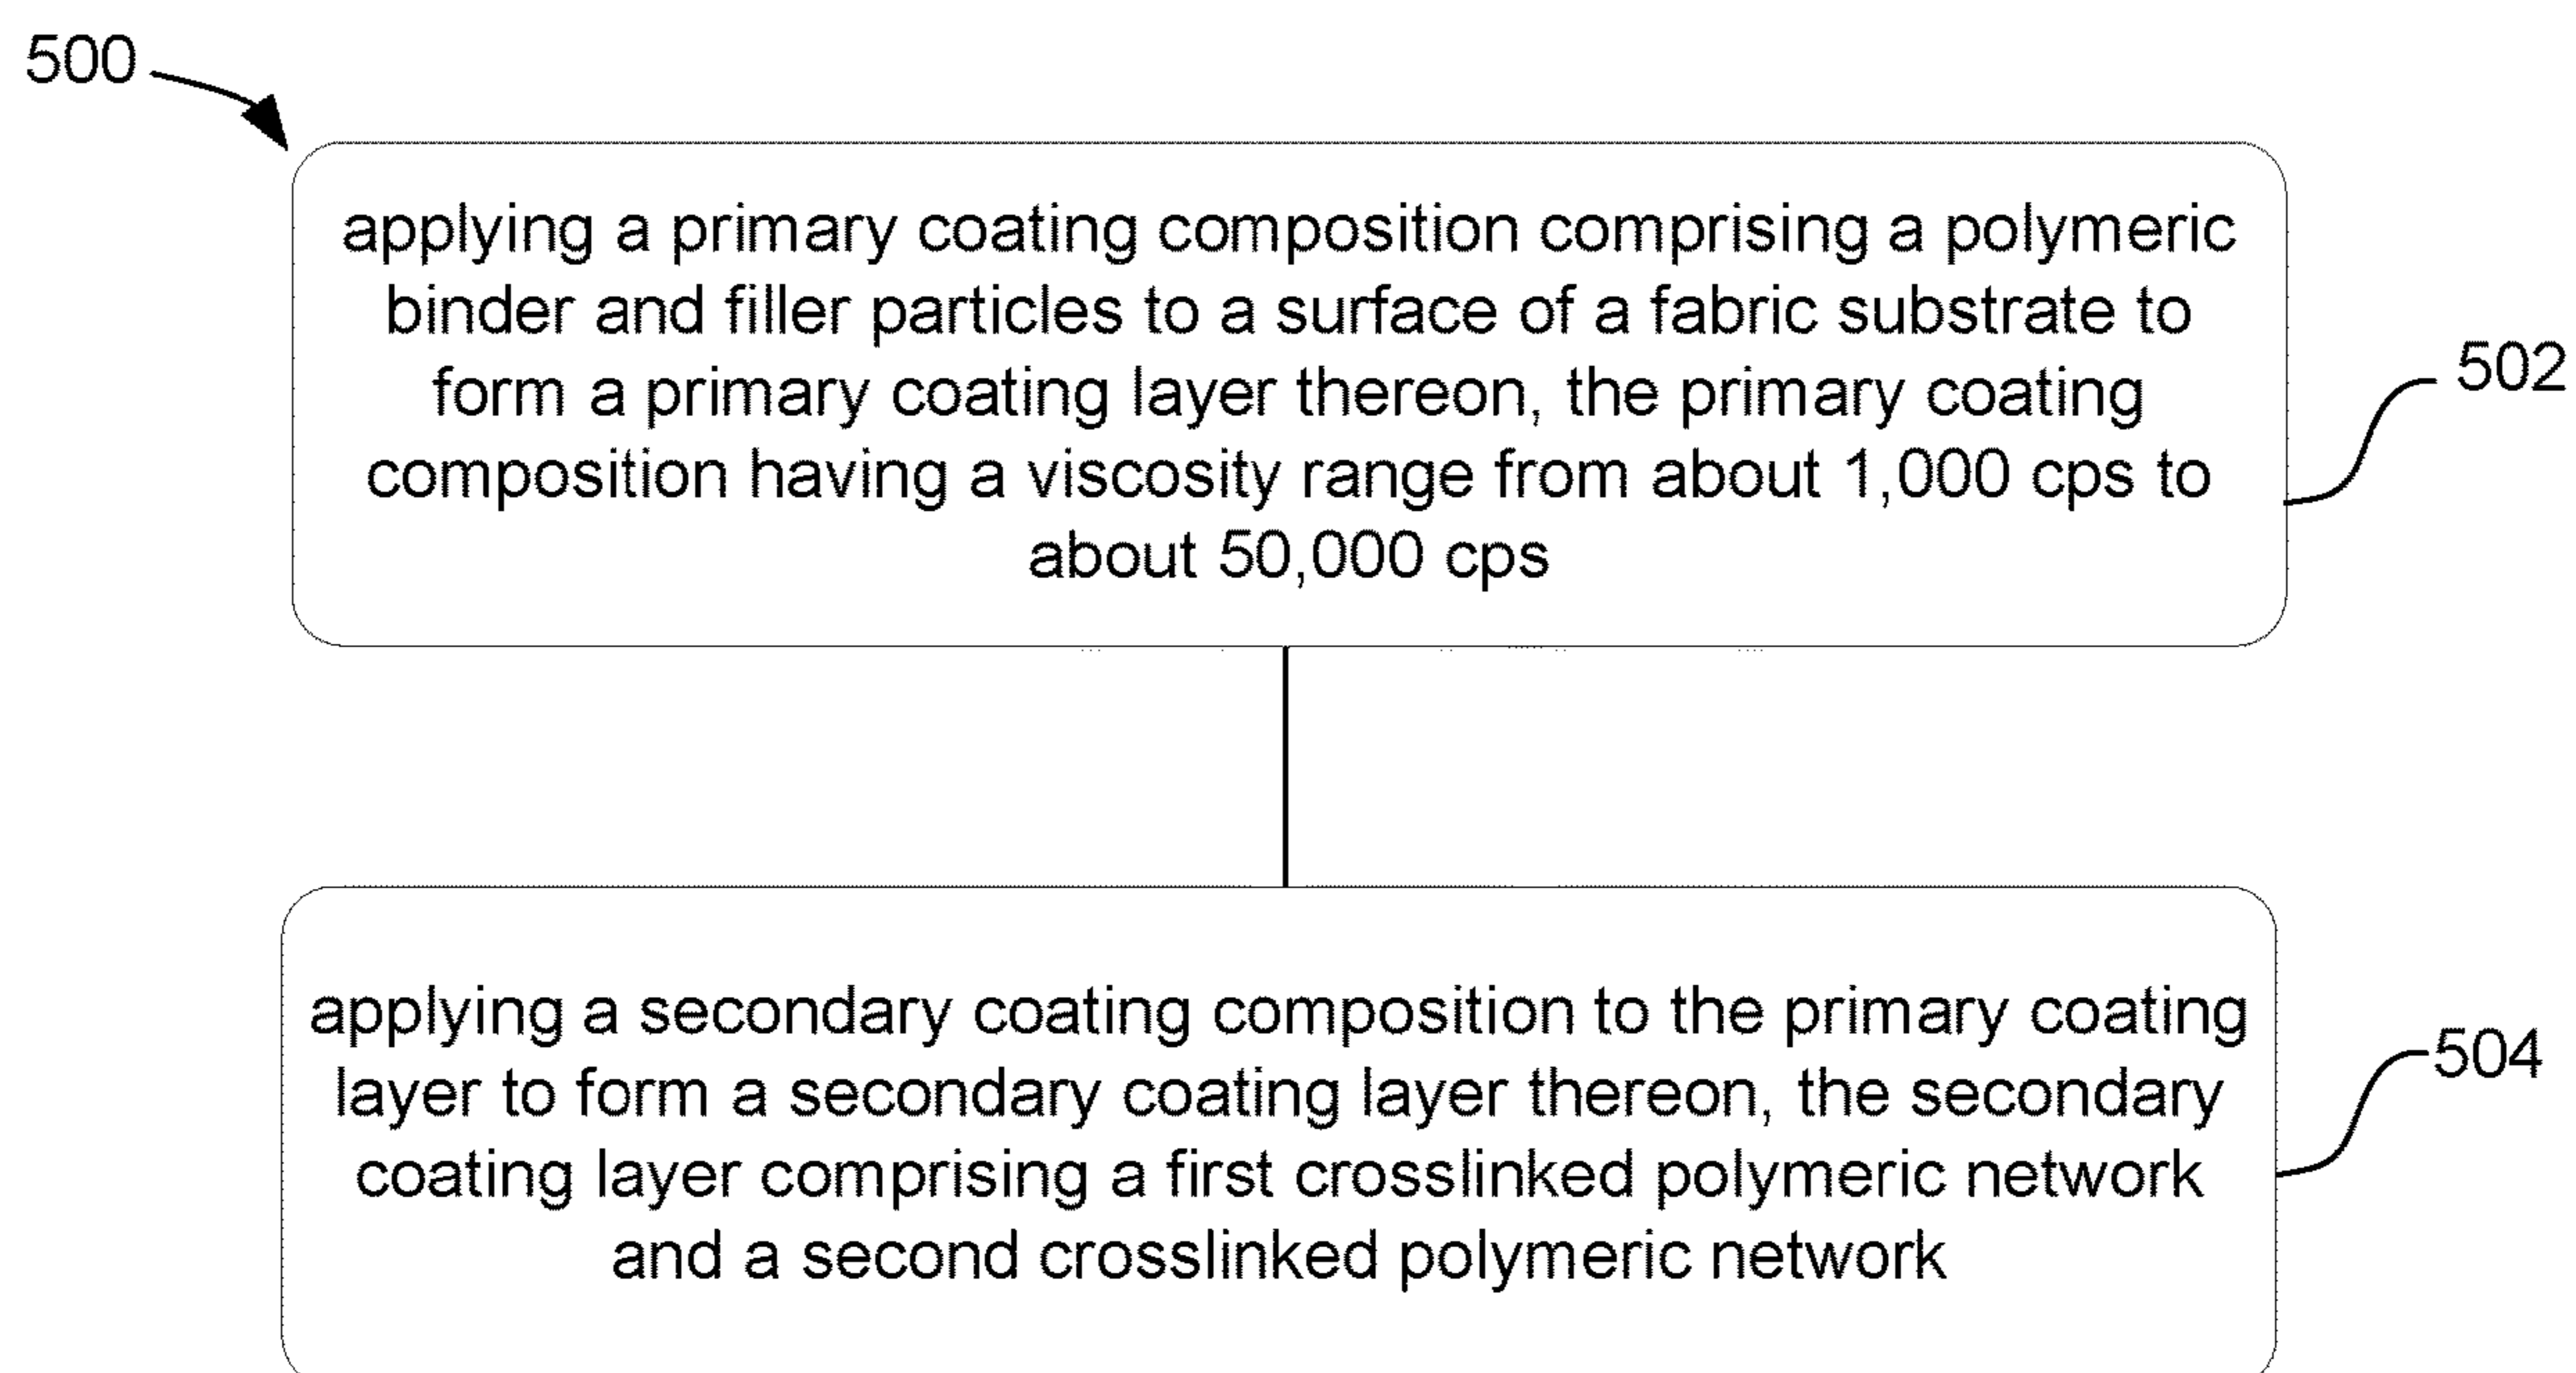 500
applying a primary coating composition comprising a polymeric
binder and filler particles to a surface of a fabric substrate to
form a primary coating layer thereon, the primary coating
composition having a viscosity range from about 1,000 cps to
about 50,000 cps
502
applying a secondary coating composition to the primary coating
layer to form a secondary coating layer thereon, the secondary
coating layer comprising a first crosslinked polymeric network
and a second crosslinked polymeric network
504